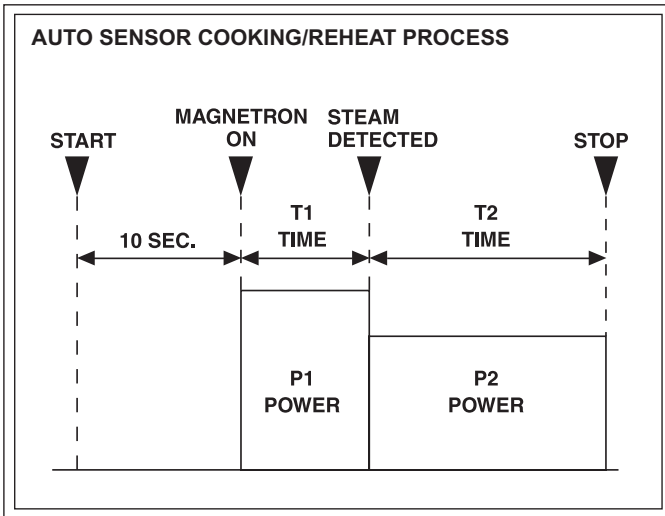 AUTO SENSOR COOKING/REHEAT PROCESS
START
MAGNETRON
ON
STEAM
DETECTED
STOP
10 SEC.
T1
TIME
T2
TIME
P1
POWER
P2
POWER